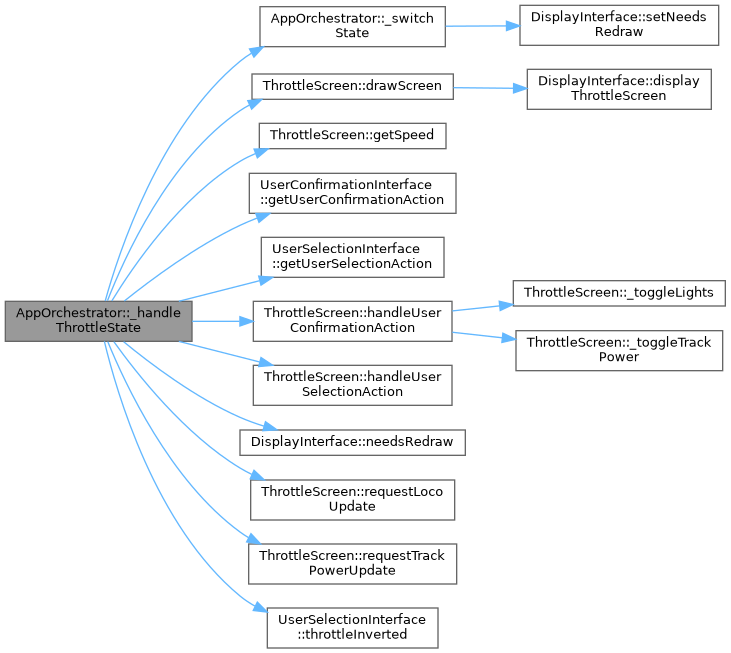 AppOrchestrator::_handle
ThrottleState
AppOrchestrator::_switch
State
DisplayInterface::setNeeds
Redraw
ThrottleScreen::drawScreen
DisplayInterface::display
ThrottleScreen
ThrottleScreen::getSpeed
UserConfirmationInterface
::getUserConfirmationAction
UserSelectionInterface
::getUserSelectionAction
ThrottleScreen::handleUser
ConfirmationAction
ThrottleScreen::_toggleLights
ThrottleScreen::_toggleTrack
Power
ThrottleScreen::handleUser
SelectionAction
DisplayInterface::needsRedraw
ThrottleScreen::requestLoco
Update
ThrottleScreen::requestTrack
PowerUpdate
UserSelectionInterface
::throttleInverted